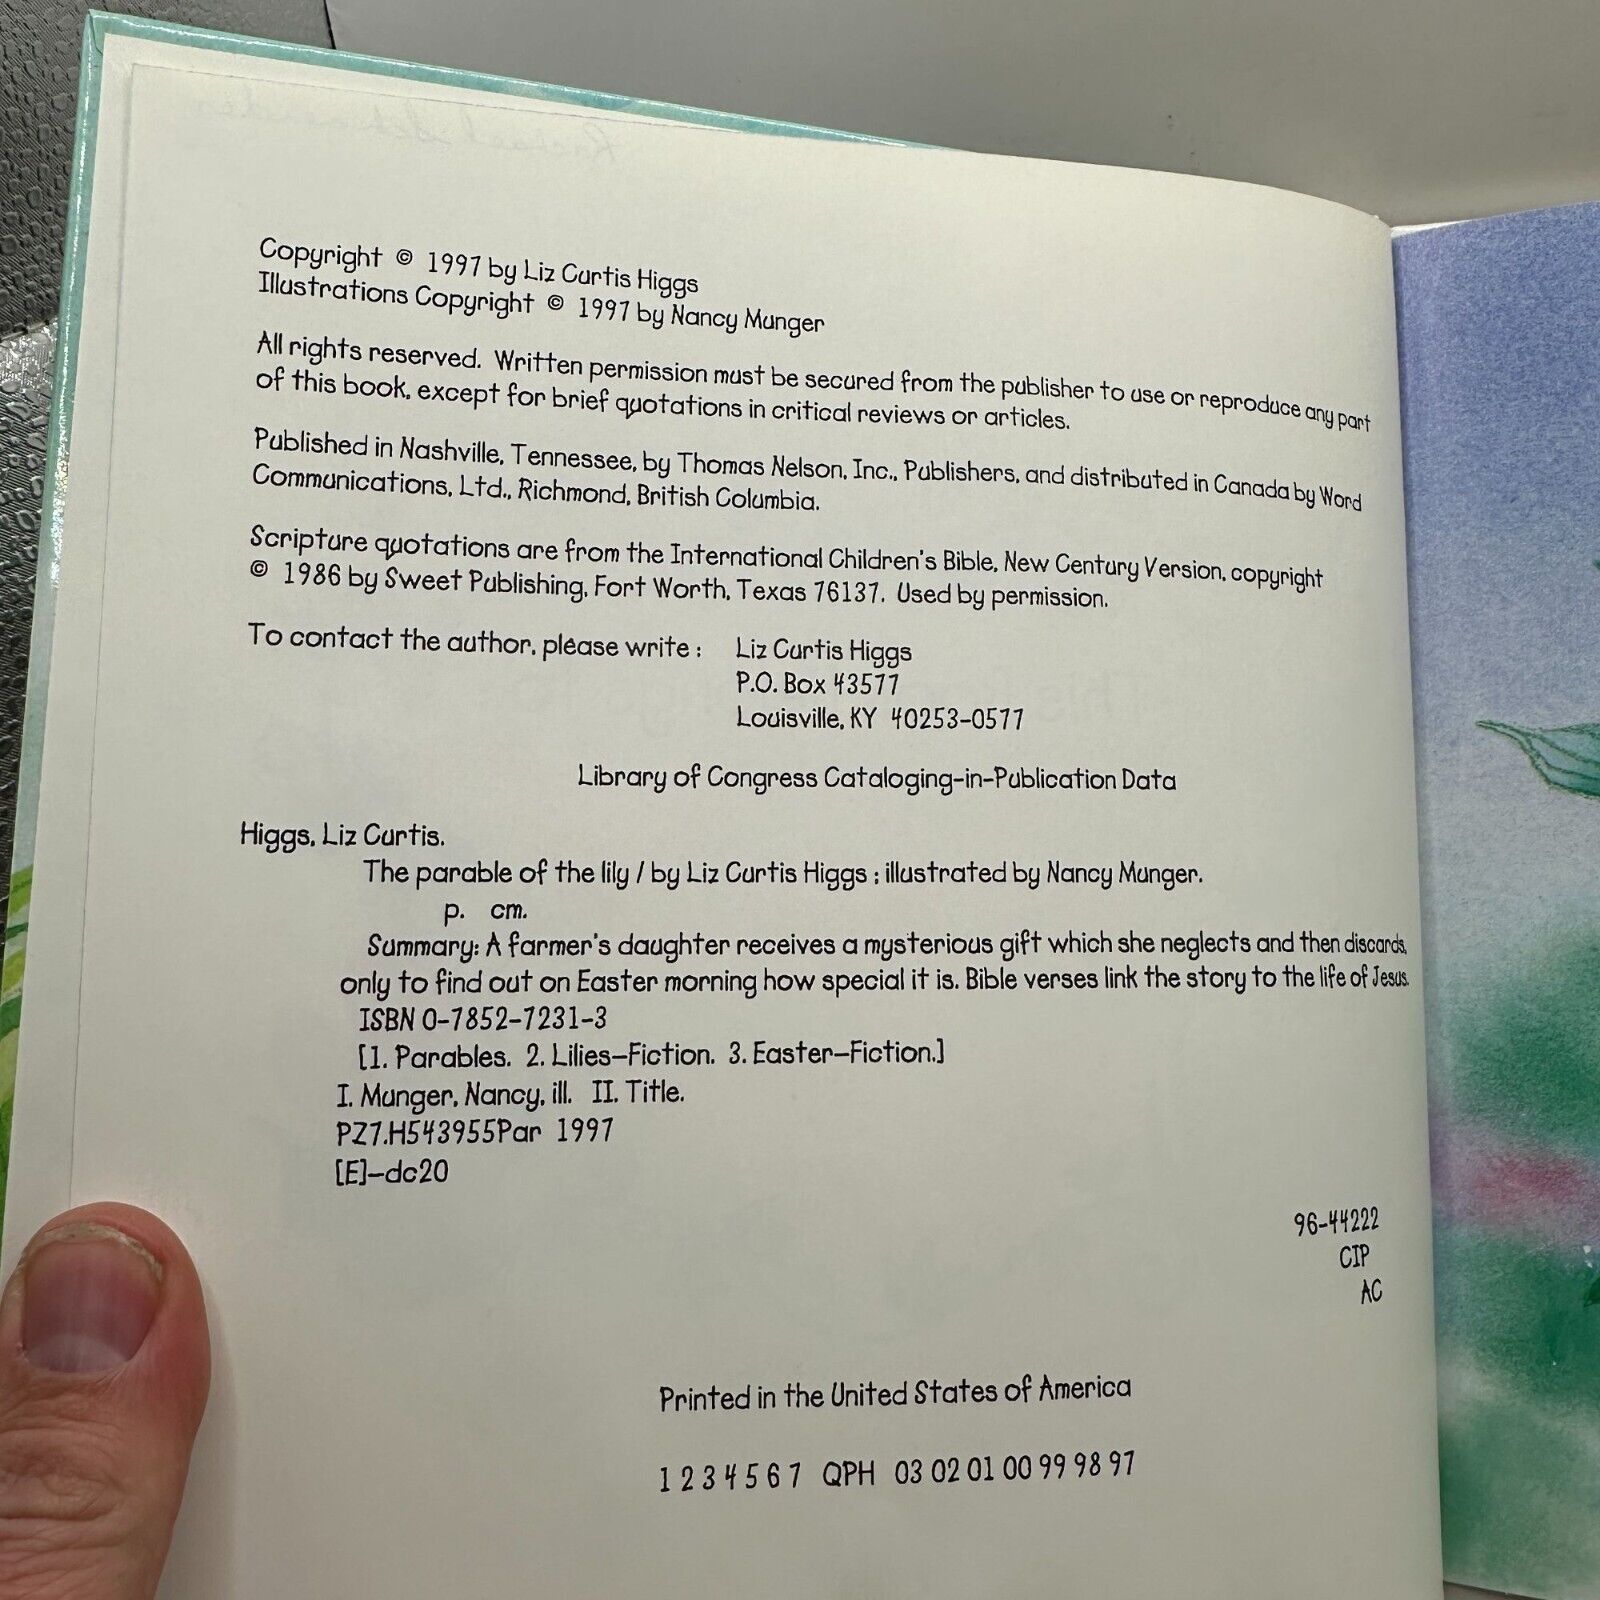 Copyright © 1997 by Liz Curtis Higgs
Illustrations Copyright © 1997 by Nancy Munger
All rights reserved. Written permission must be secured from the publisher to use or reproduce any part
of this book, except for brief quotations in critical reviews or articles.
Published in Nashville, Tennessee, by Thomas Nelson, Inc., Publishers, and distributed in Canada by Word
Communications, Ltd., Richmond, British Columbia.
Scripture quotations are from the International Children's Bible, New Century Version, copyright
© 1986 by Sweet Publishing, Fort Worth, Texas 76137. Used by permission.
To contact the author, please write: Liz Curtis Higgs
P.O. Box 43577
Louisville, KY 40253-0577
Library of Congress Cataloging-in-Publication Data
Higgs, Liz Curtis.
The parable of the lily / by Liz Curtis Higgs ; illustrated by Nancy Munger.
p. cm.
Summary: A farmer's daughter receives a mysterious gift which she neglects and then discards,
only to find out on Easter morning how special it is. Bible verses link the story to the life of Jesus.
ISBN 0-7852-7231-3
[1. Parables. 2. Lilies—Fiction. 3. Easter—Fiction.]
I. Munger, Nancy, ill. II. Title.
PZ7.H543955Par 1997
[E]—dc20
96-44222
CIP
AC
Printed in the United States of America
1 2 3 4 5 6 7 QPH 03 02 01 00 99 98 97